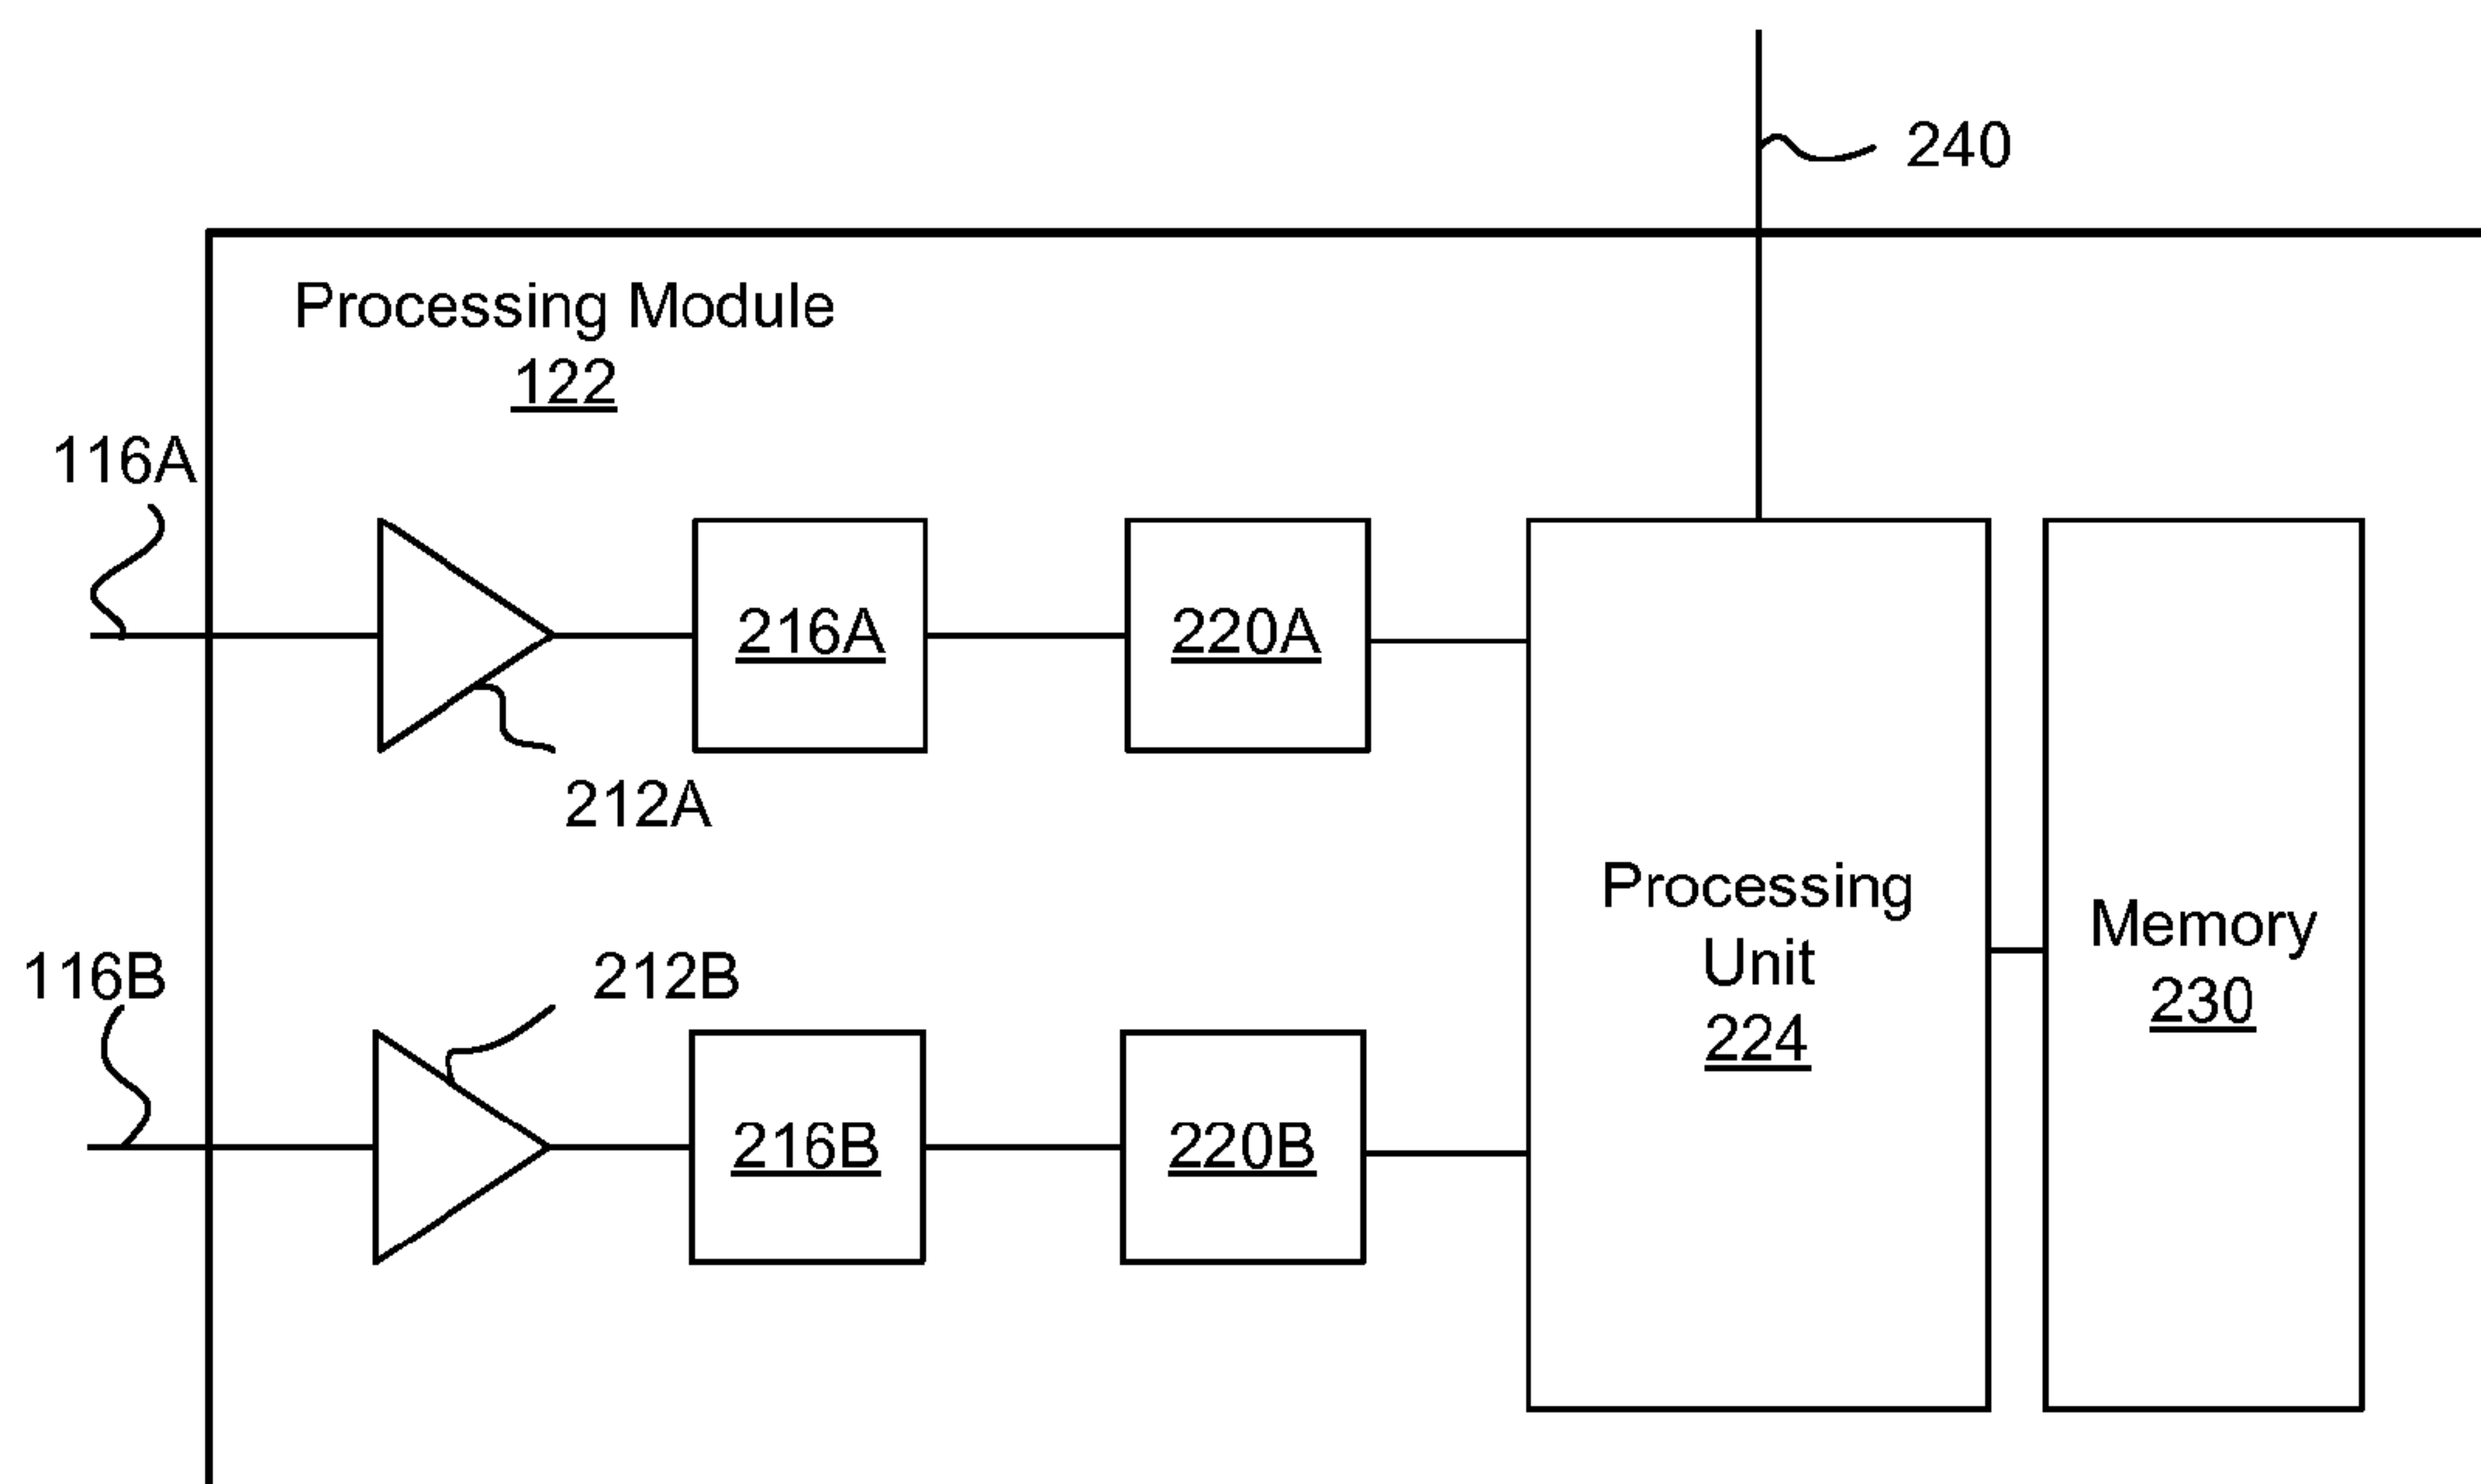 240
Processing Module
122
116A
216A
220A
212A
Processing
Unit
224
Memory
230
116B
212B
216B
220B